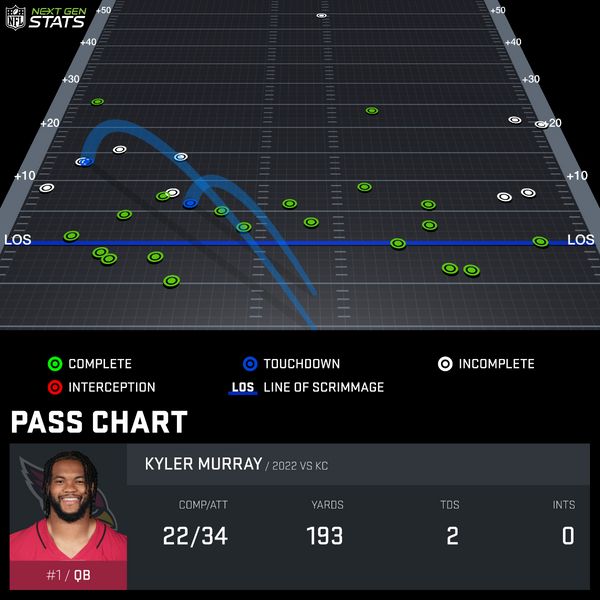 NFL NEXT GEN STATS
+50 +50
+40 +40
+30 +30
+20 +20
+10 +10
LOS LOS
COMPLETE TOUCHDOWN INCOMPLETE
INTERCEPTION LOS LINE OF SCRIMMAGE
PASS CHART
KYLER MURRAY / 2022 VS KC
COMP/ATT YARDS TDS INTS
22/34 193 2 0
#1 / QB